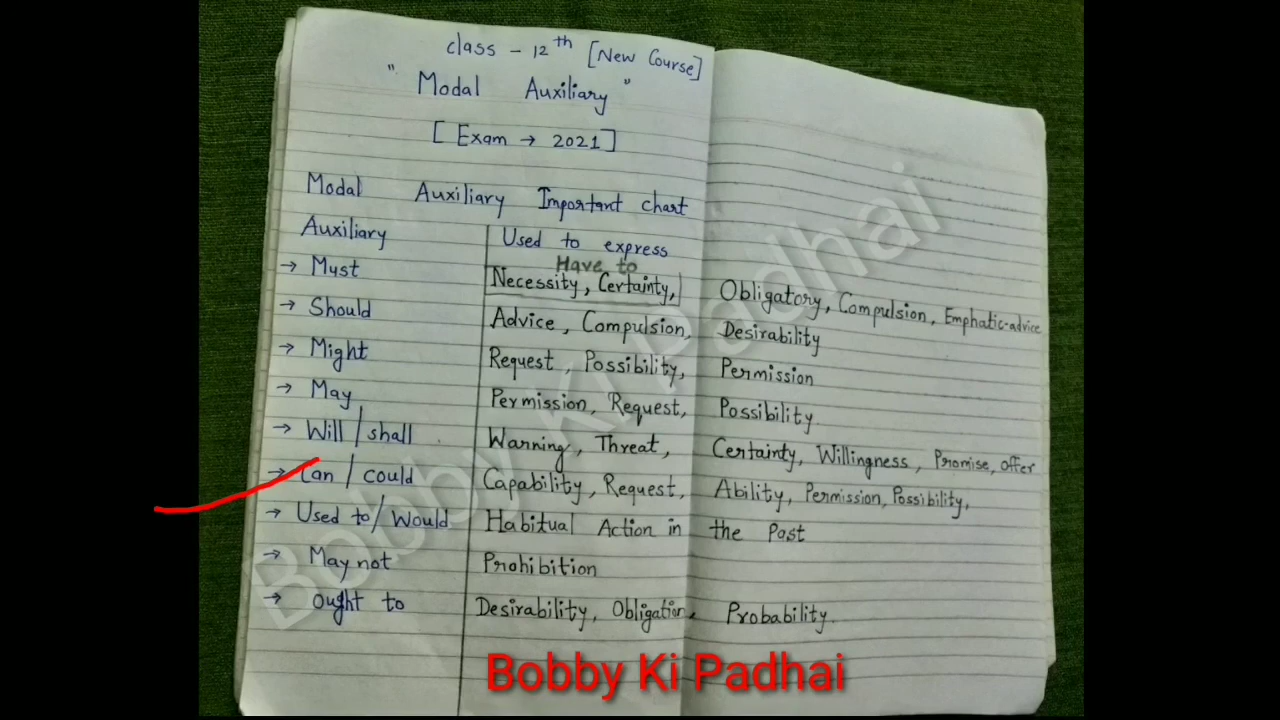 class - 12th [New Course]
" Modal Auxiliary "
[ Exam → 2021 ]
Modal Auxiliary Important chart
Auxiliary Used to express
Have to
→ Must Necessity, Certainty, Obligatory, Compulsion, Emphatic-advice
→ Should Advice, Compulsion, Desirability
→ Might Request, Possibility, Permission
→ May Permission, Request, Possibility
→ Will / shall Warning, Threat, Certainty, Willingness, Promise, offer
→ Can / could Capability, Request, Ability, Permission, Possibility,
→ Used to / Would Habitual Action in the Past
→ May not Prohibition
→ Ought to Desirability, Obligation, Probability.
Bobby Ki Padhai
Bobby Ki Padhai